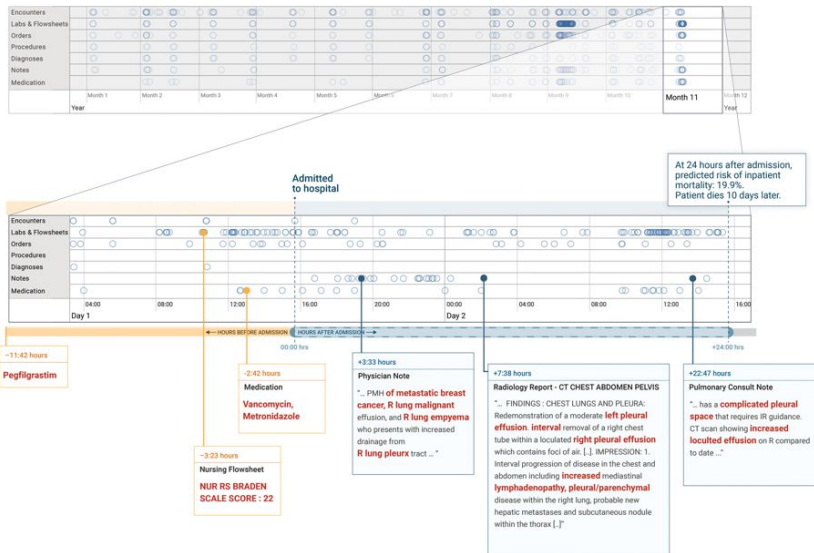 Encounters
Labs & Flowsheets
Orders
Procedures
Diagnoses
Notes
Medication
Month 1 Month 2 Month 3 Month 4 Month 5 Month 6 Month 7 Month 8 Month 9 Month 10 Month 11 Month 12
Year Year
At 24 hours after admission,
predicted risk of inpatient
mortality: 19.9%.
Patient dies 10 days later.
Admitted
to hospital
Encounters
Labs & Flowsheets
Orders
Procedures
Diagnoses
Notes
Medication
04:00 08:00 12:00 16:00 20:00 00:00 04:00 08:00 12:00 16:00
Day 1 Day 2
HOURS BEFORE ADMISSION HOURS AFTER ADMISSION
00:00 hrs +24:00 hrs
−11:42 hours
Pegfilgrastim
-2:42 hours
Medication
Vancomycin,
Metronidazole
−3:23 hours
Nursing Flowsheet
NUR RS BRADEN
SCALE SCORE : 22
+3:33 hours
Physician Note
"... PMH of metastatic breast
cancer, R lung malignant
effusion, and R lung empyema
who presents with increased
drainage from
R lung pleurx tract ... "
+7:38 hours
Radiology Report - CT CHEST ABDOMEN PELVIS
"... FINDINGS : CHEST LUNGS AND PLEURA:
Redemonstration of a moderate left pleural
effusion. interval removal of a right chest
tube within a loculated right pleural effusion
which contains foci of air. [..]. IMPRESSION: 1.
Interval progression of disease in the chest and
abdomen including increased mediastinal
lymphadenopathy, pleural/parenchymal
disease within the right lung, probable new
hepatic metastases and subcutaneous nodule
within the thorax [..]"
+22:47 hours
Pulmonary Consult Note
"... has a complicated pleural
space that requires IR guidance.
CT scan showing increased
loculted effusion on R compared
to date ..."